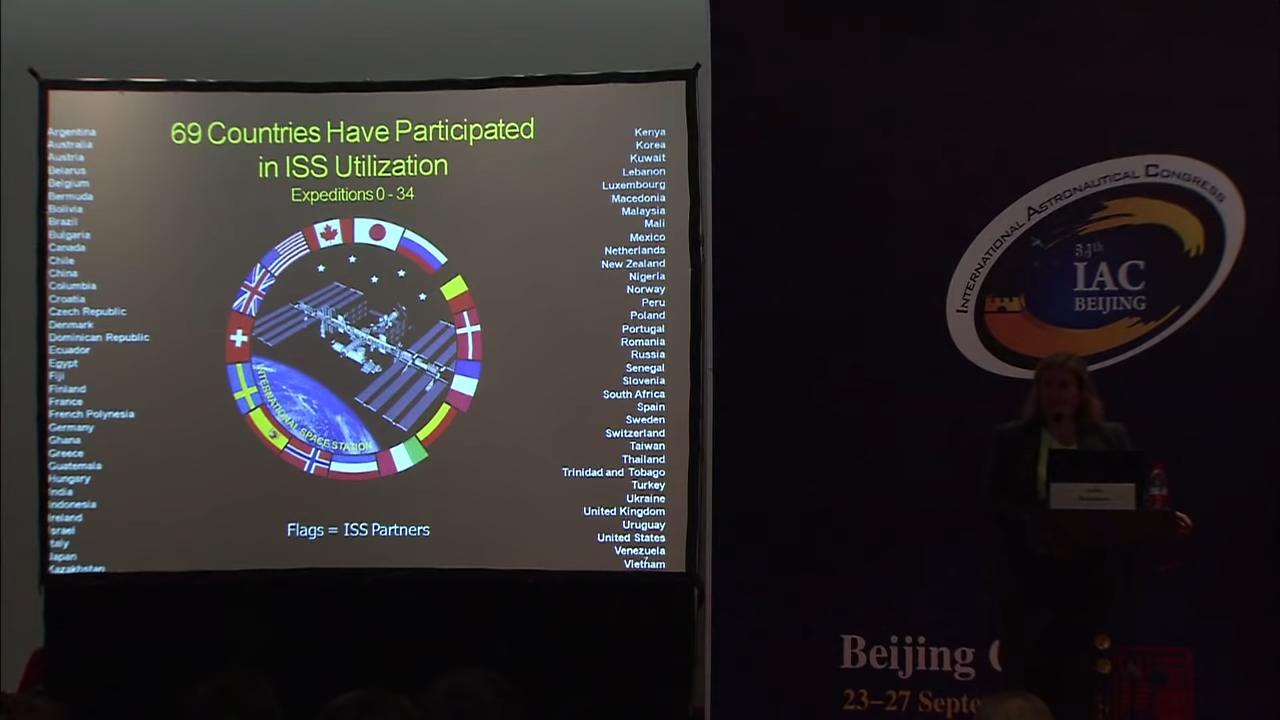 69 Countries Have Participated
in ISS Utilization
Expeditions 0 - 34
Argentina
Australia
Austria
Belarus
Belgium
Bermuda
Bolivia
Brazil
Bulgaria
Canada
Chile
China
Columbia
Croatia
Czech Republic
Denmark
Dominican Republic
Ecuador
Egypt
Fiji
Finland
France
French Polynesia
Germany
Ghana
Greece
Guatemala
Hungary
India
Indonesia
Ireland
Israel
Italy
Japan
Kazakhstan
INTERNATIONAL SPACE STATION
Flags = ISS Partners
Kenya
Korea
Kuwait
Lebanon
Luxembourg
Macedonia
Malaysia
Mali
Mexico
Netherlands
New Zealand
Nigeria
Norway
Peru
Poland
Portugal
Romania
Russia
Senegal
Slovenia
South Africa
Spain
Sweden
Switzerland
Taiwan
Thailand
Trinidad and Tobago
Turkey
Ukraine
United Kingdom
Uruguay
United States
Venezuela
Vietnam
INTERNATIONAL ASTRONAUTICAL CONGRESS
IAC
BEIJING
Beijing
23–27 Septe